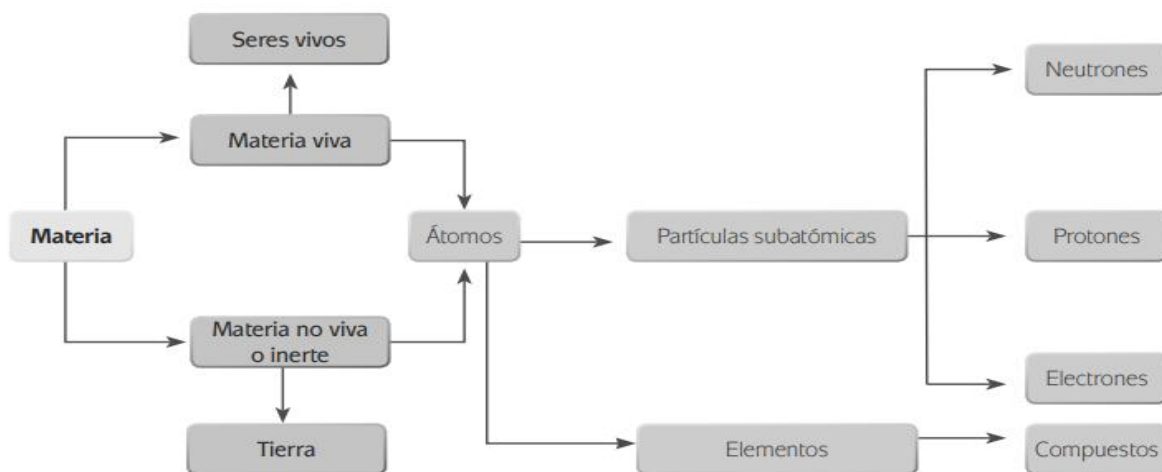 Seres vivos
Neutrones
Materia viva
Materia
Átomos
Partículas subatómicas
Protones
Materia no viva
o inerte
Electrones
Tierra
Elementos
Compuestos